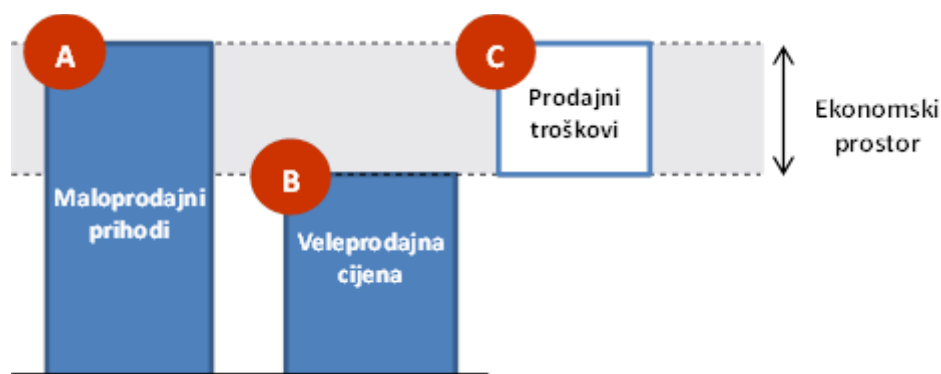 A
Maloprodajni
prihodi
B
Veleprodajna
cijena
C
Prodajni
troškovi
Ekonomski
prostor